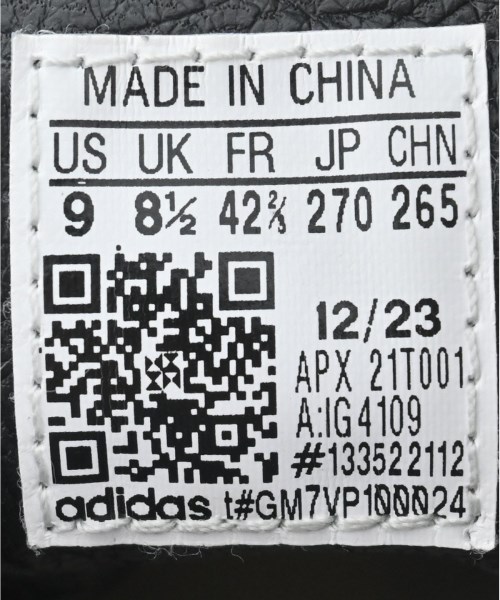 MADE IN CHINA
US UK FR JP CHN
9 8½ 42⅔ 270 265
12/23
APX 21T001
A:IG4109
#133522112
adidas t#GM7VP1000024